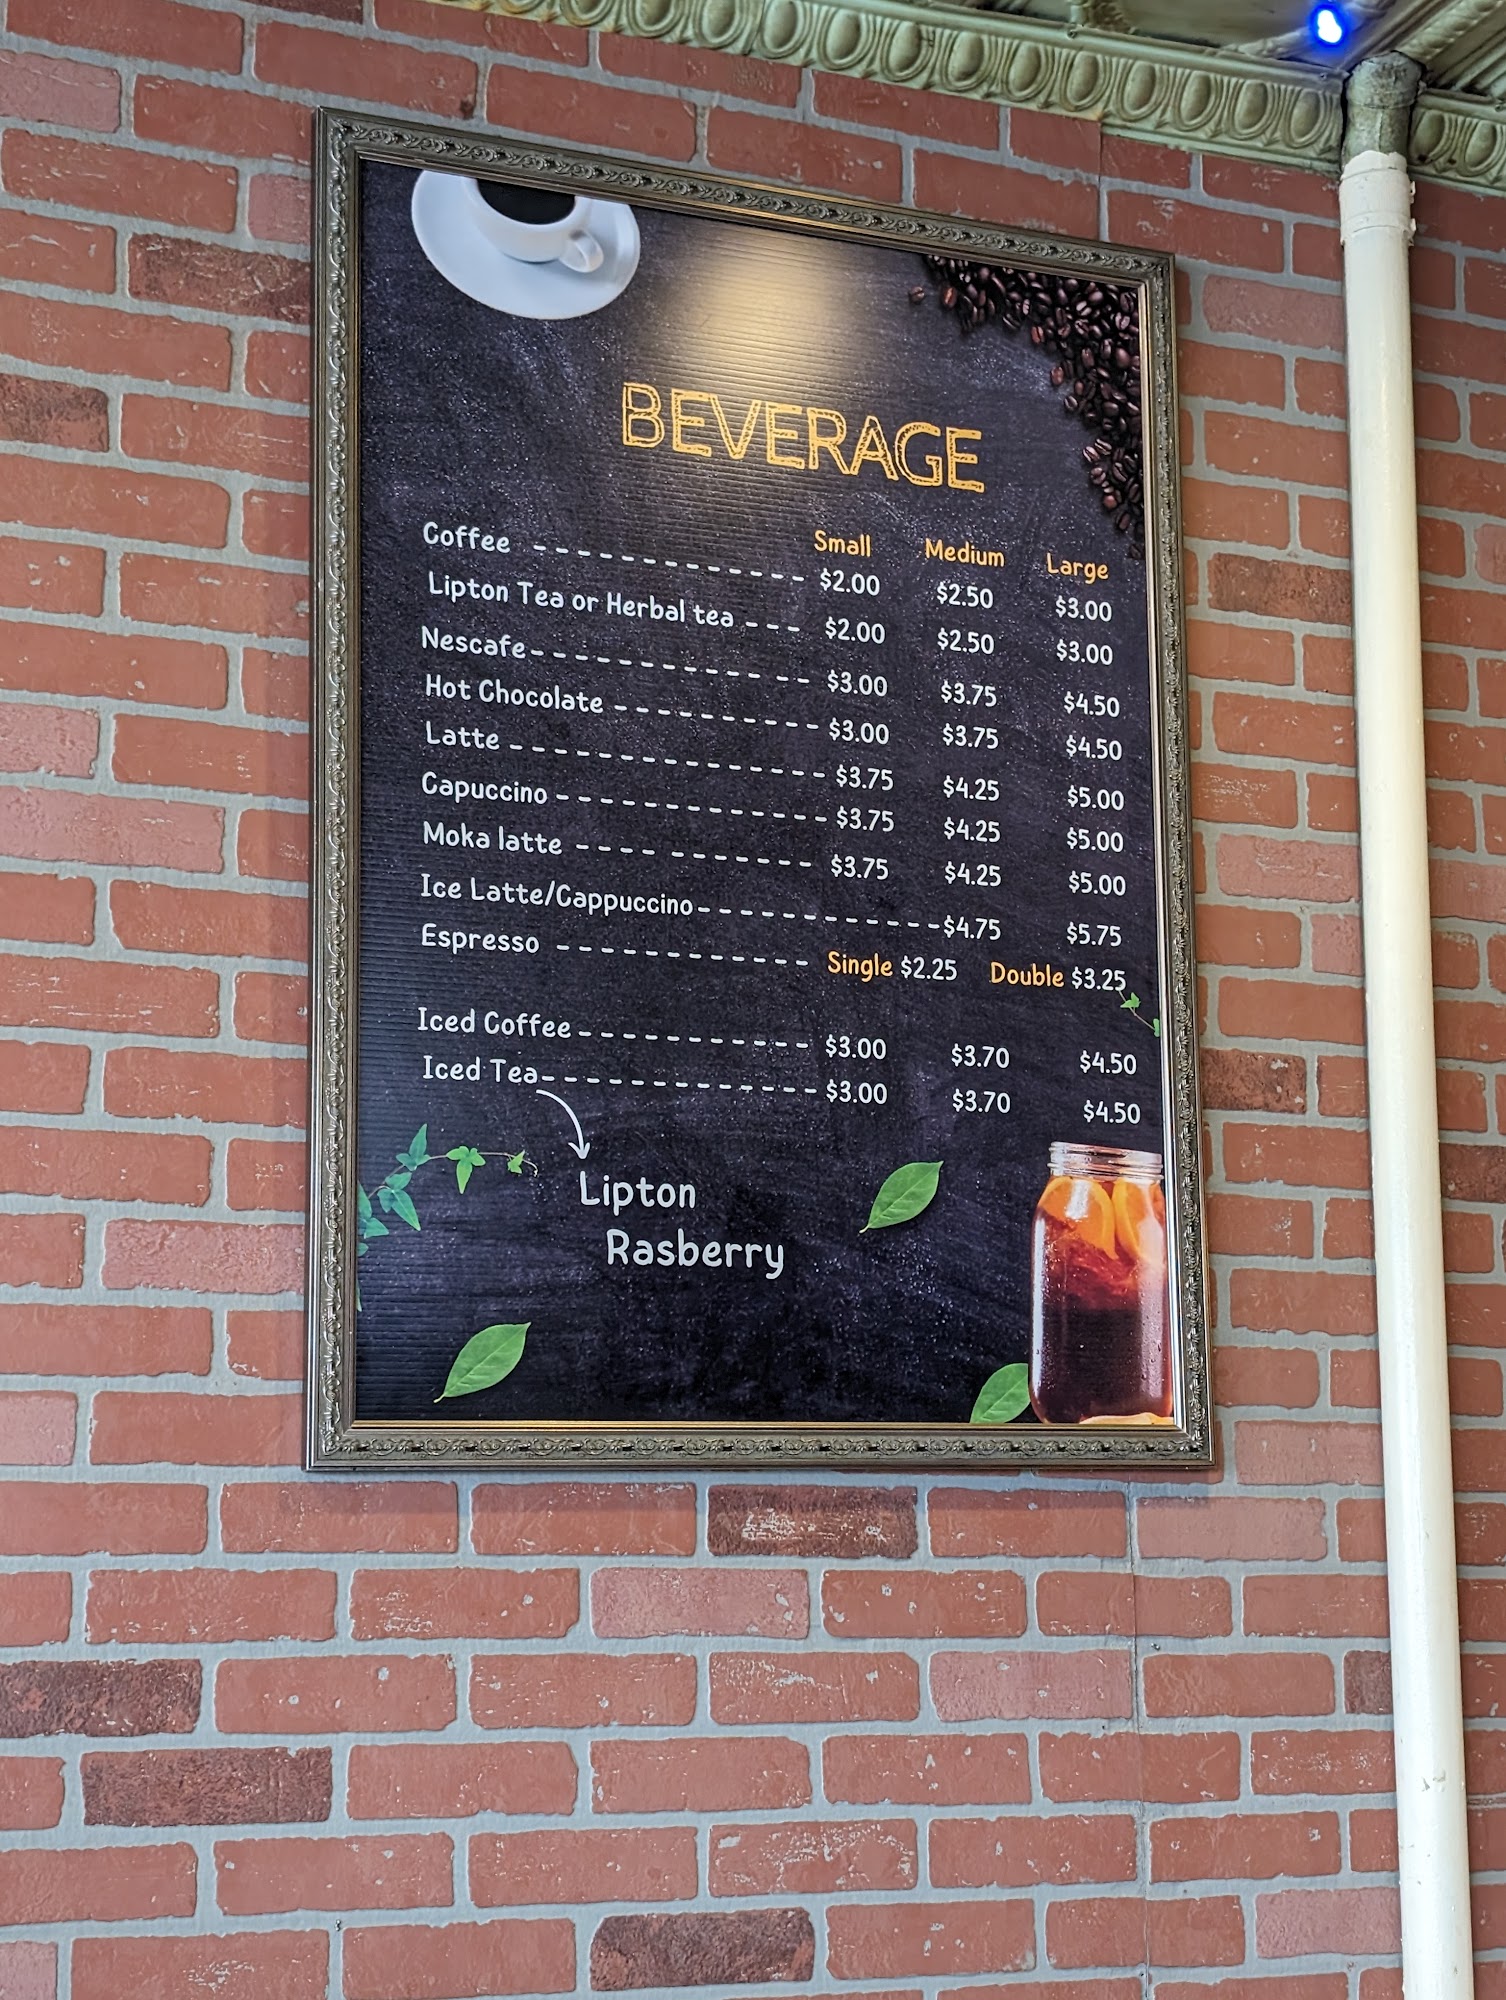 BEVERAGE
Small Medium Large
Coffee ----------- $2.00 $2.50 $3.00
Lipton Tea or Herbal tea --- $2.00 $2.50 $3.00
Nescafe------------- $3.00 $3.75 $4.50
Hot Chocolate ---------- $3.00 $3.75 $4.50
Latte --------------- $3.75 $4.25 $5.00
Capuccino ------------- $3.75 $4.25 $5.00
Moka latte ---- ------- $3.75 $4.25 $5.00
Ice Latte/Cappuccino------------$4.75 $5.75
Espresso ------------ Single $2.25 Double $3.25
Iced Coffee ----------- $3.00 $3.70 $4.50
Iced Tea------------- $3.00 $3.70 $4.50
Lipton
Rasberry